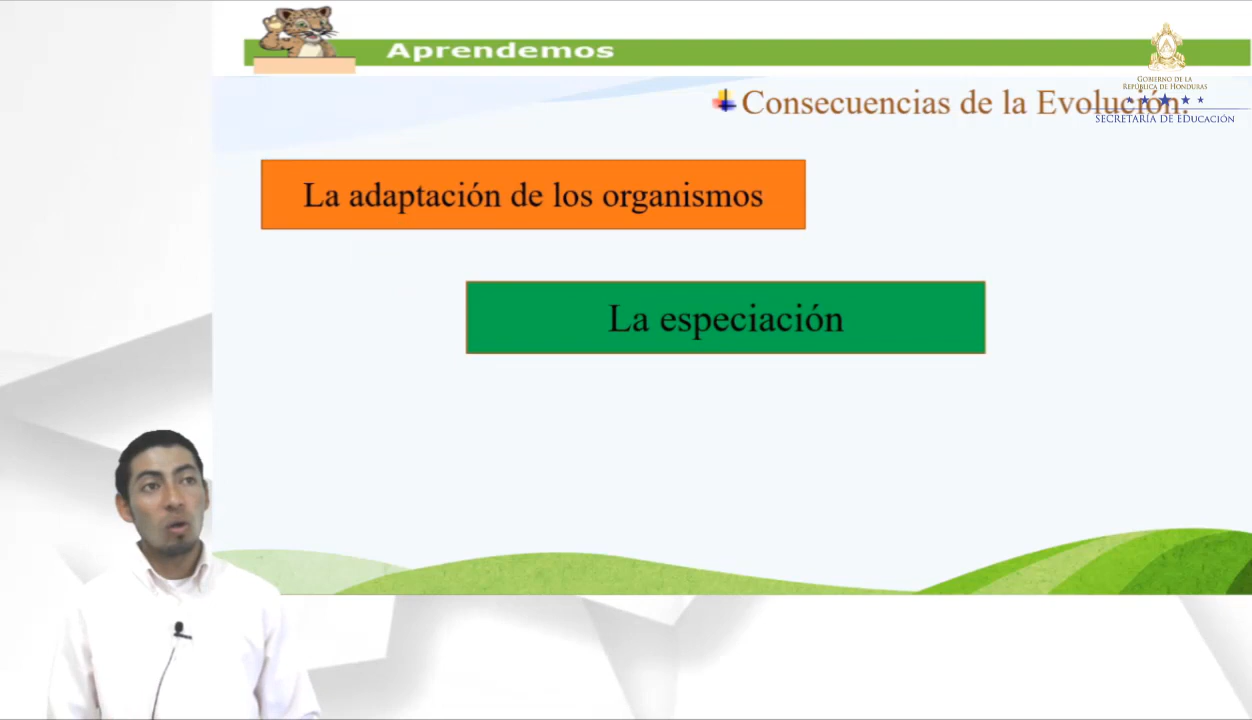 Aprendemos
GOBIERNO DE LA
REPÚBLICA DE HONDURAS
SECRETARÍA DE EDUCACIÓN
Consecuencias de la Evolución:
La adaptación de los organismos
La especiación